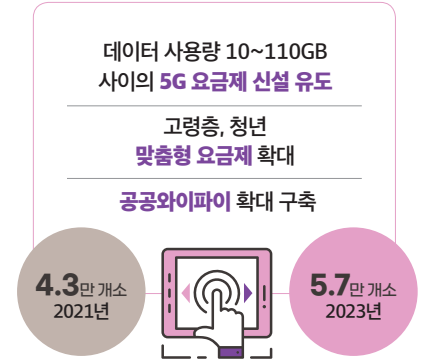 데이터 사용량 10~110GB
사이의 5G 요금제 신설 유도
고령층, 청년
맞춤형 요금제 확대
공공와이파이 확대 구축
4.3만 개소
2021년
5.7만 개소
2023년